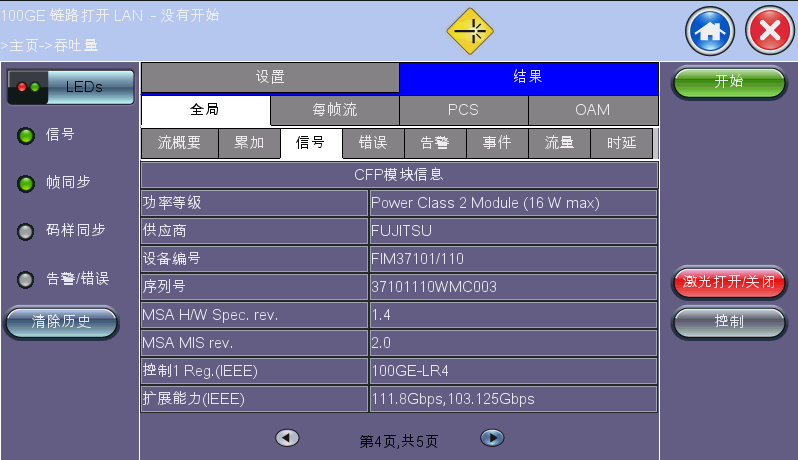 100GE 链路打开 LAN - 没有开始
>主页->吞吐量
LEDs
信号
帧同步
码样同步
告警/错误
清除历史
设置 结果
全局 每帧流 PCS OAM
流概要 累加 信号 错误 告警 事件 流量 时延
CFP模块信息
功率等级 Power Class 2 Module (16 W max)
供应商 FUJITSU
设备编号 FIM37101/110
序列号 37101110WMC003
MSA H/W Spec. rev. 1.4
MSA MIS rev. 2.0
控制1 Reg.(IEEE) 100GE-LR4
扩展能力(IEEE) 111.8Gbps,103.125Gbps
第4页,共5页
开始
激光打开/关闭
控制